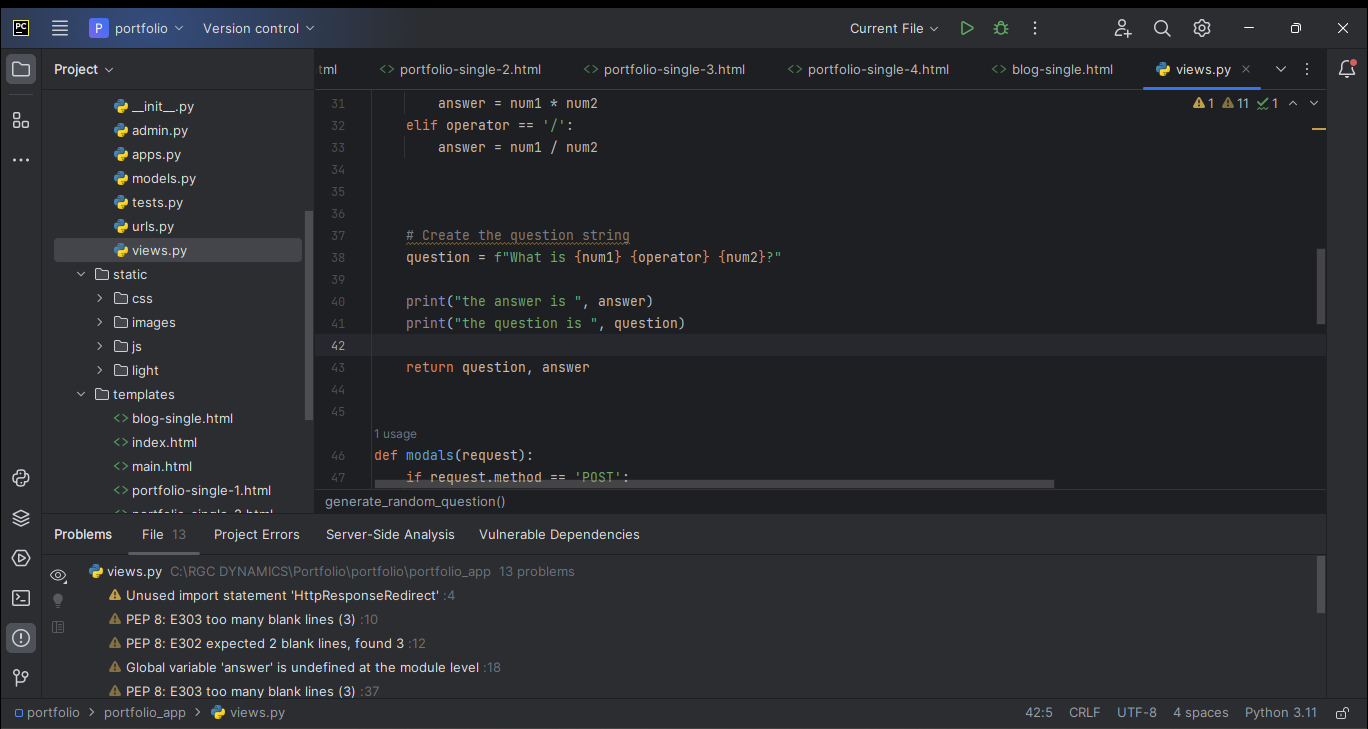 PC
P portfolio Version control Current File
Project
html portfolio-single-2.html portfolio-single-3.html portfolio-single-4.html blog-single.html views.py
__init__.py
admin.py
apps.py
models.py
tests.py
urls.py
views.py
static
css
images
js
light
templates
blog-single.html
index.html
main.html
portfolio-single-1.html
portfolio-single-2.html
1 11 1
31 answer = num1 * num2
32 elif operator == '/':
33 answer = num1 / num2
34
35
36
37 # Create the question string
38 question = f"What is {num1} {operator} {num2}?"
39
40 print("the answer is ", answer)
41 print("the question is ", question)
42
43 return question, answer
44
45
1 usage
46 def modals(request):
47 if request.method == 'POST':
generate_random_question()
Problems File 13 Project Errors Server-Side Analysis Vulnerable Dependencies
views.py C:\RGC DYNAMICS\Portfolio\portfolio\portfolio_app 13 problems
Unused import statement 'HttpResponseRedirect' :4
PEP 8: E303 too many blank lines (3) :10
PEP 8: E302 expected 2 blank lines, found 3 :12
Global variable 'answer' is undefined at the module level :18
PEP 8: E303 too many blank lines (3) :37
portfolio > portfolio_app > views.py 42:5 CRLF UTF-8 4 spaces Python 3.11